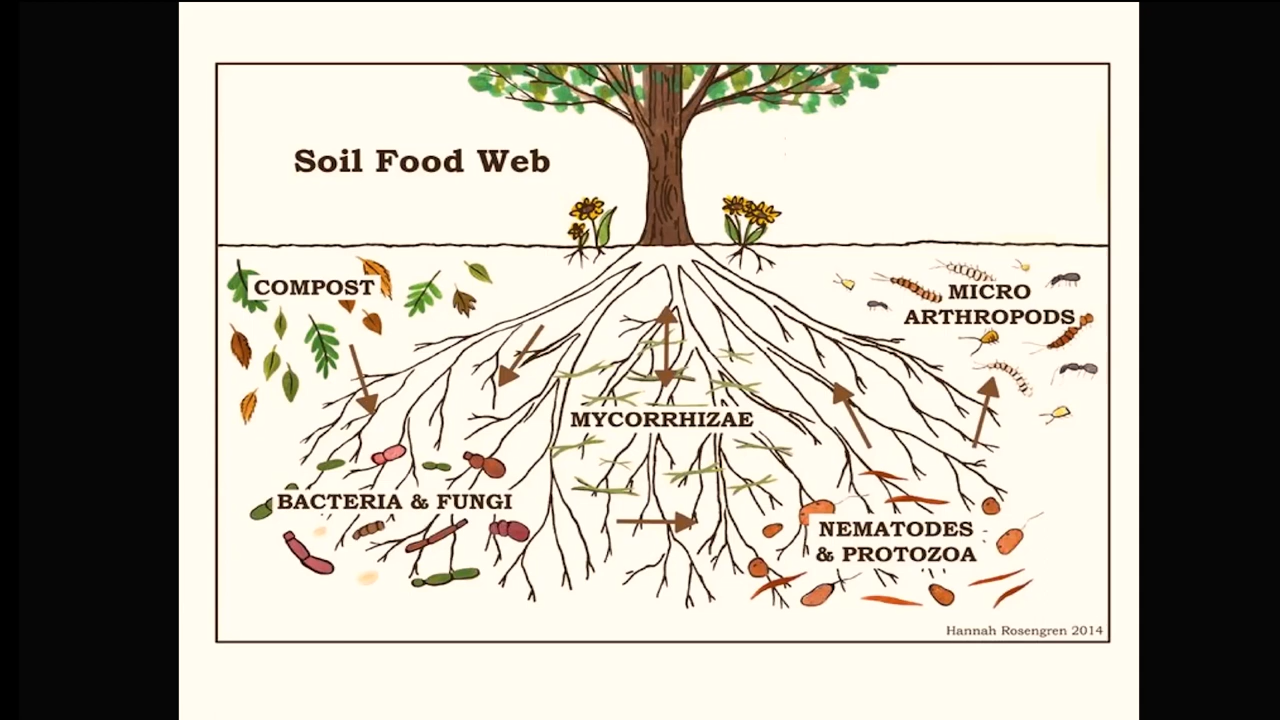 Soil Food Web
COMPOST
MICRO
ARTHROPODS
MYCORRHIZAE
BACTERIA & FUNGI
NEMATODES
& PROTOZOA
Hannah Rosengren 2014